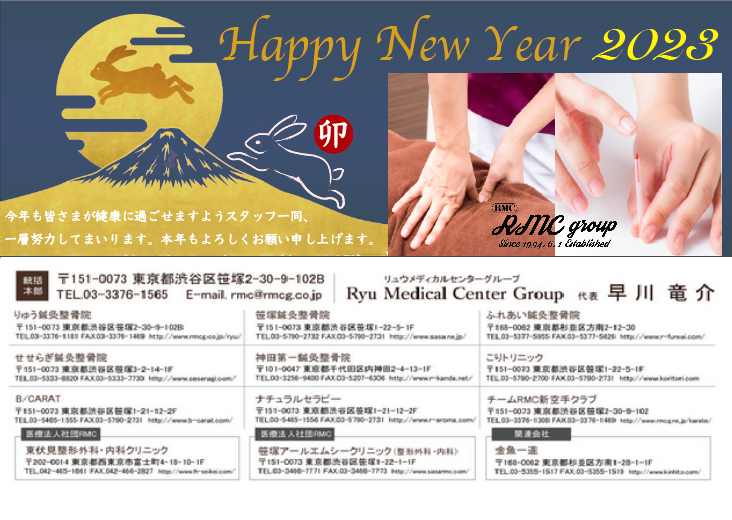 Happy New Year 2023
卯
今年も皆さまが健康に過ごせますようスタッフ一同、
一層努力してまいります。本年もよろしくお願い申し上げます。
RMC
RMC group
Since 1994. 6. 1 Established
統括本部
〒151-0073 東京都渋谷区笹塚2-30-9-102B
TEL.03-3376-1565 E-mail. rmc@rmcg.co.jp
リュウメディカルセンターグループ
Ryu Medical Center Group 代表 早川 竜介
りゅう鍼灸整骨院
〒151-0073 東京都渋谷区笹塚2-30-9-102B
TEL.03-3376-1181 FAX.03-3376-1469 http://www.rmcg.co.jp/ryu/
笹塚鍼灸整骨院
〒151-0073 東京都渋谷区笹塚1-22-5-1F
TEL.03-5790-2732 FAX.03-5790-2731 http://www.sasa.ne.jp/
ふれあい鍼灸整骨院
〒168-0062 東京都杉並区方南2-12-30
TEL.03-5377-5955 FAX.03-5377-5626 http://www.r-fureai.com/
せせらぎ鍼灸整骨院
〒151-0073 東京都渋谷区笹塚3-2-14-1F
TEL.03-5333-8820 FAX.03-5333-7730 http://www.seseragi.com/
神田第一鍼灸整骨院
〒101-0047 東京都千代田区内神田2-4-13-1F
TEL.03-3256-9400 FAX.03-5207-6306 http://www.r-kanda.net/
こりトリニック
〒151-0073 東京都渋谷区笹塚1-22-5-1F
TEL.03-5790-2700 FAX.03-5790-2731 http://www.koritori.com
B/CARAT
〒151-0073 東京都渋谷区笹塚1-21-12-2F
TEL.03-5465-1555 FAX.03-5790-2731 http://www.b-carat.com/
ナチュラルセラピー
〒151-0073 東京都渋谷区笹塚1-21-12-2F
TEL.03-5465-1556 FAX.03-5790-2731 http://www.r-aroma.com/
チームRMC新空手クラブ
〒151-0073 東京都渋谷区笹塚2-30-9-102
TEL.03-3376-1308 FAX.03-3376-1469 http://www.rmcg.ne.jp/karate/
医療法人社団RMC
東伏見整形外科・内科クリニック
〒202-0014 東京都西東京市富士町4-18-10-1F
TEL.042-465-1661 FAX.042-466-2827 http://www.h-seikei.com/
医療法人社団RMC
笹塚アールエムシークリニック(整形外科・内科)
〒151-0073 東京都渋谷区笹塚1-22-1-1F
TEL.03-3466-7771 FAX.03-3466-7773 http://www.sasarmc.com/
関連会社
金魚一道
〒168-0062 東京都杉並区方南1-28-1-1F
TEL.03-5355-1517 FAX.03-5355-1519 http://www.kinhito.com/